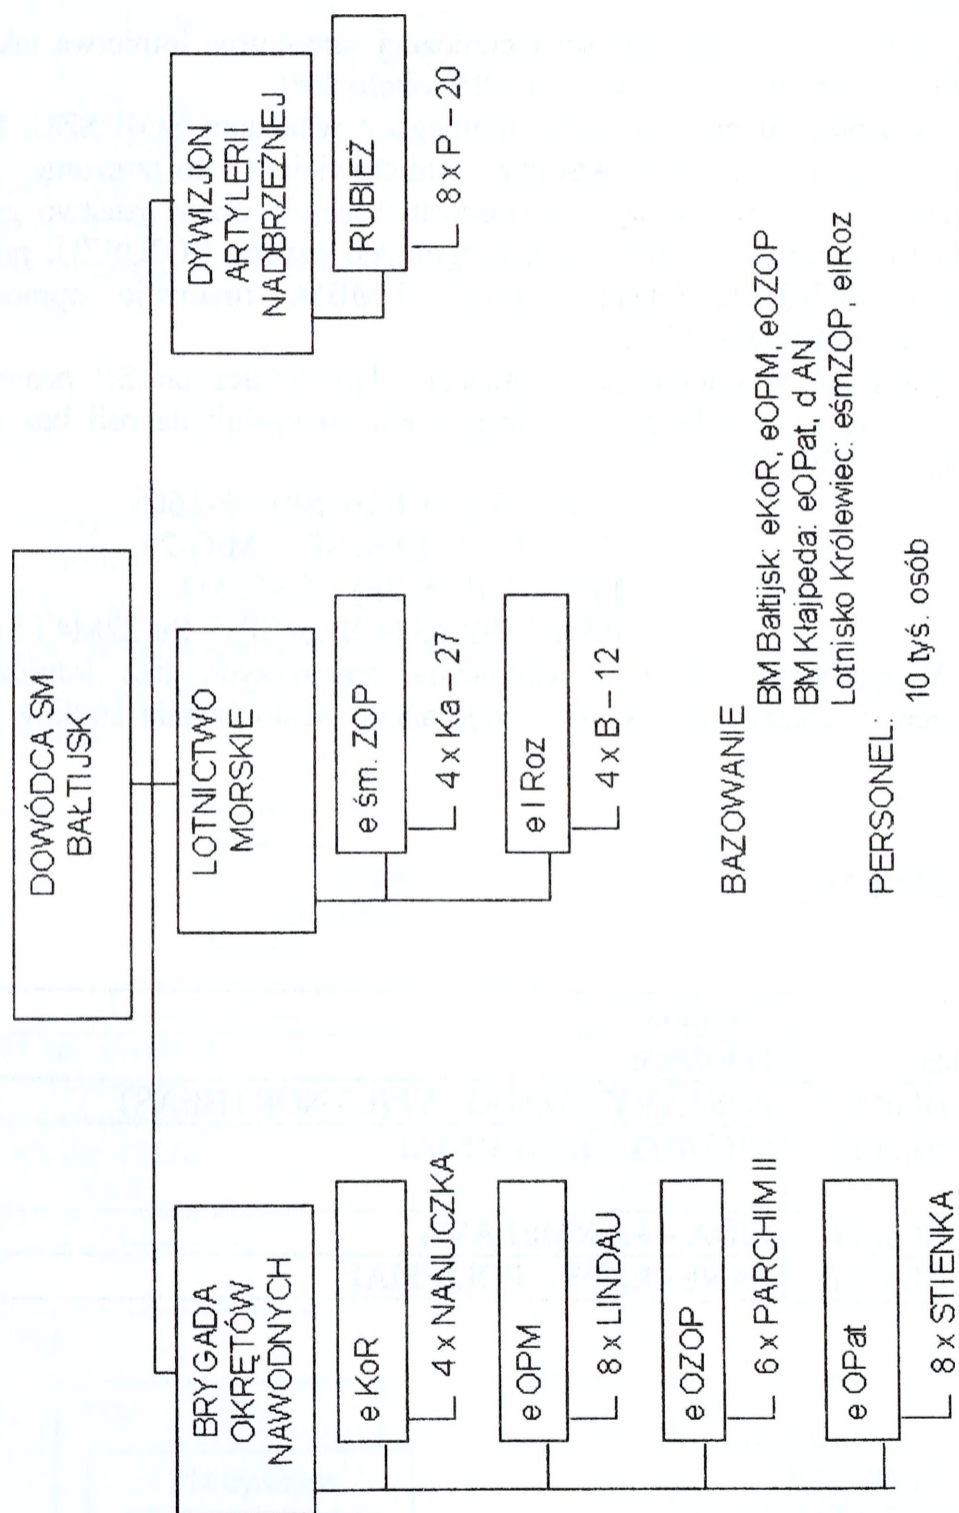 DOWÓDCA SM
BAŁTIJSK
BRYGADA
OKRĘTÓW
NAWODNYCH
e KoR
4 x NANUCZKA
e OPM
8 x LINDAU
e OZOP
6 x PARCHIM II
e OPat
8 x STIENKA
LOTNICTWO
MORSKIE
e śm. ZOP
4 x Ka – 27
e l Roz
4 x B – 12
DYWIZJON
ARTYLERII
NADBRZEŻNEJ
RUBIEŻ
8 x P – 20
BAZOWANIE:
BM Bałtijsk: eKoR, eOPM, eOZOP
BM Kłajpeda: eOPat, d AN
Lotnisko Królewiec: eśmZOP, elRoz
PERSONEL:
10 tyś. osób